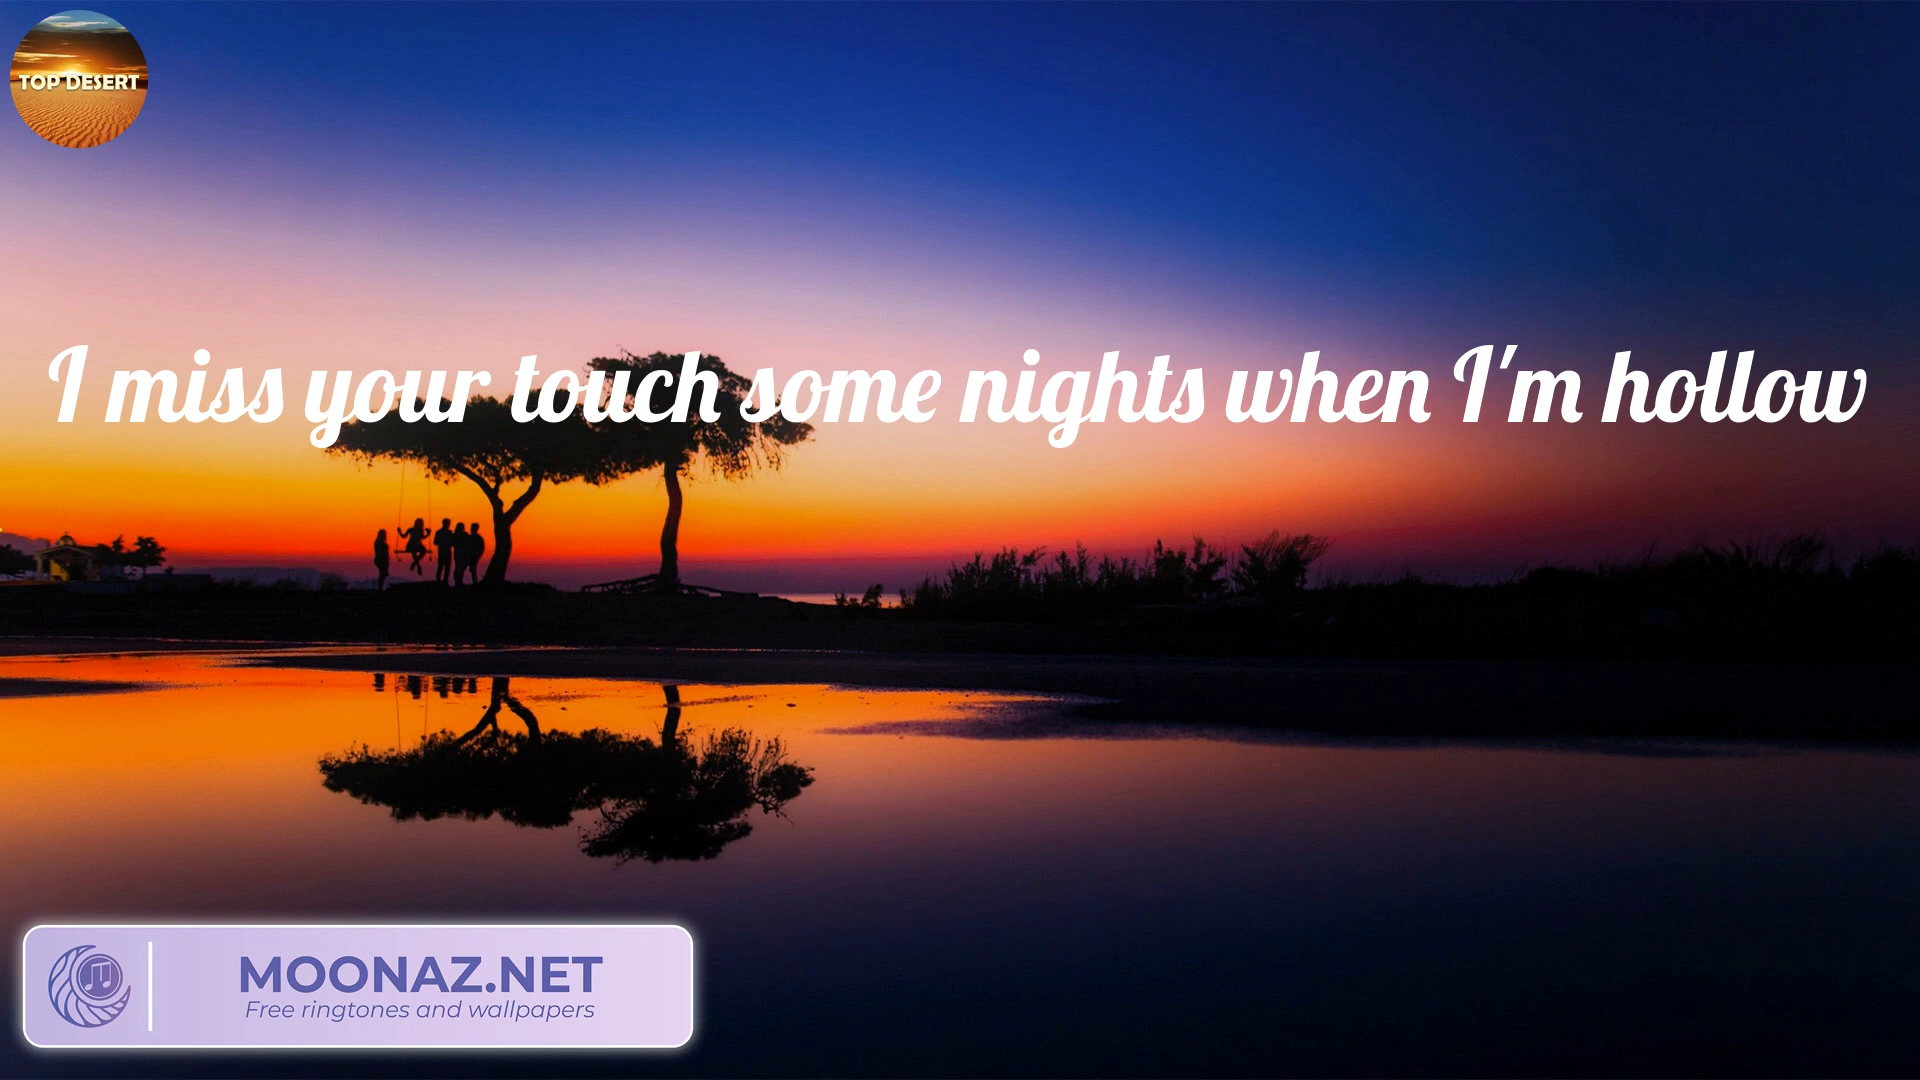 TOP DESERT
I miss your touch some nights when I'm hollow
MOONAZ.NET
Free ringtones and wallpapers